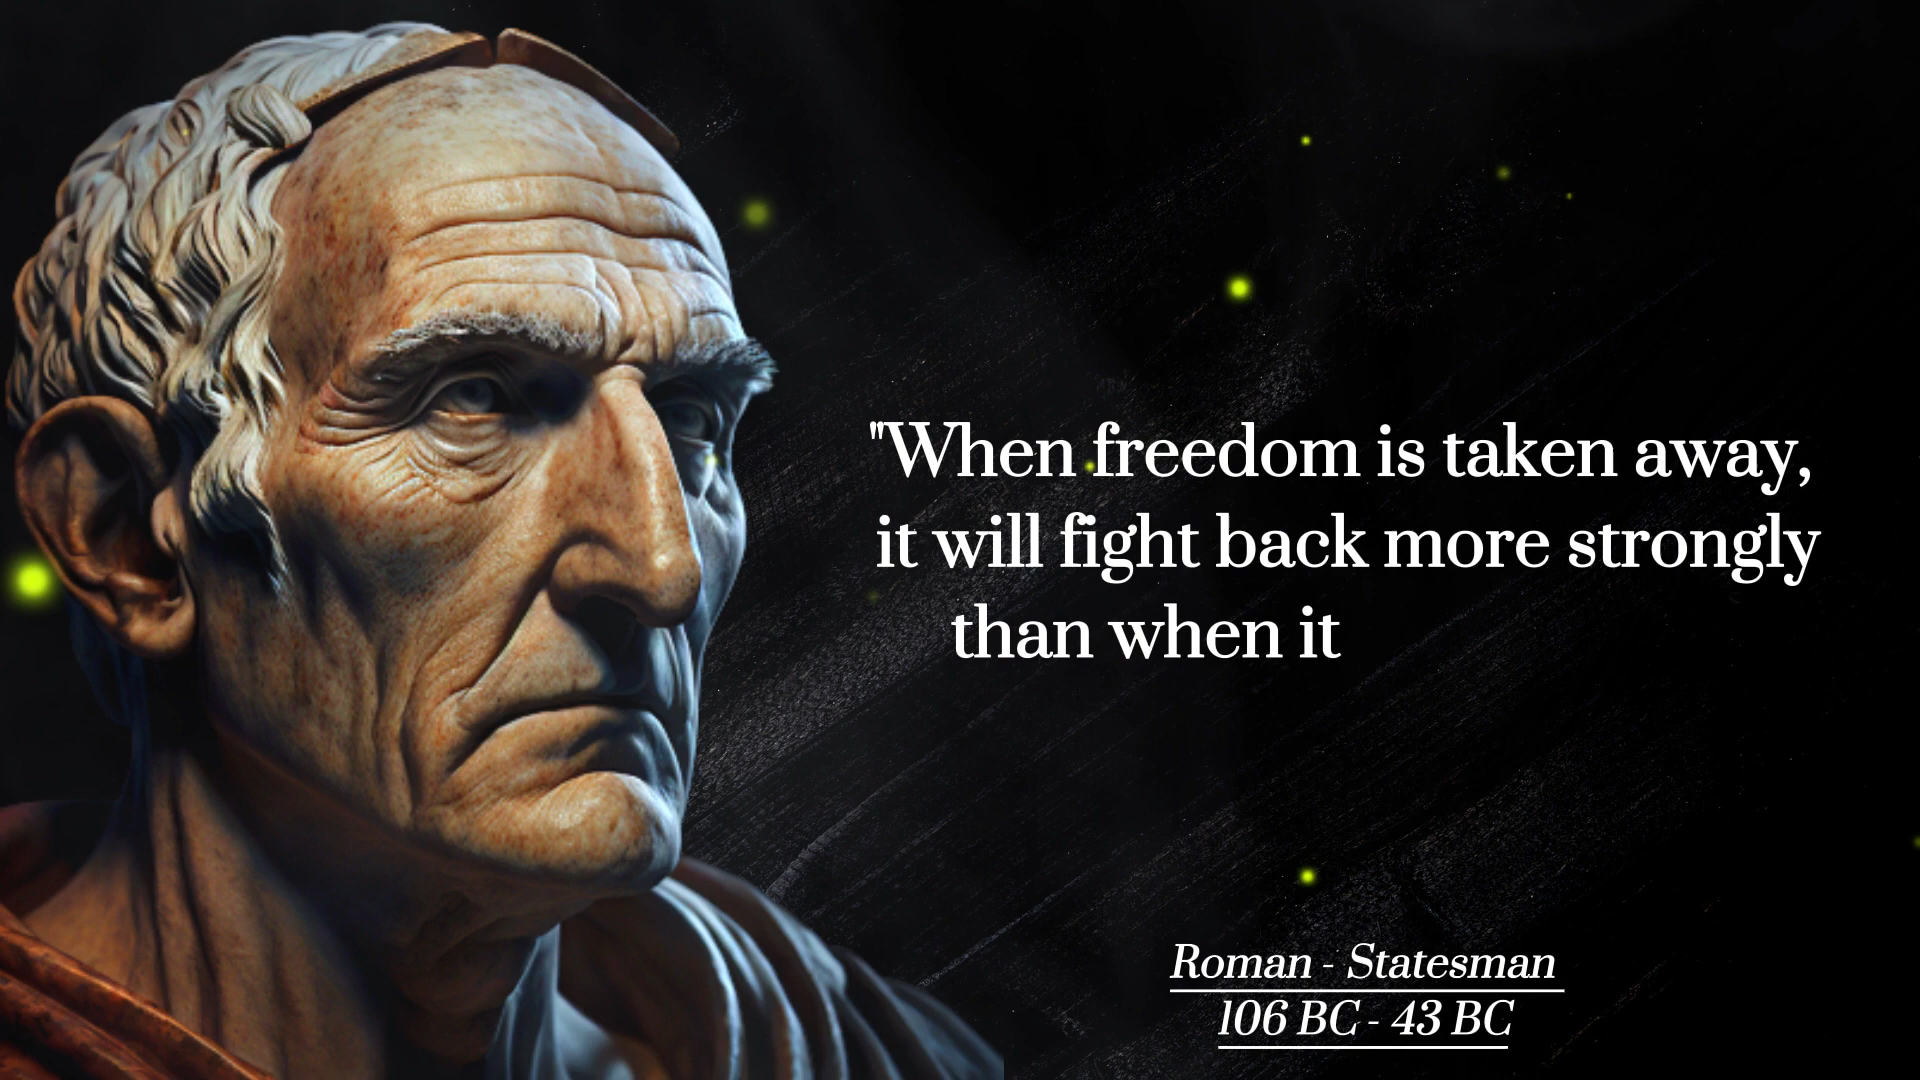 "When freedom is taken away,
it will fight back more strongly
than when it
Roman - Statesman
106 BC - 43 BC